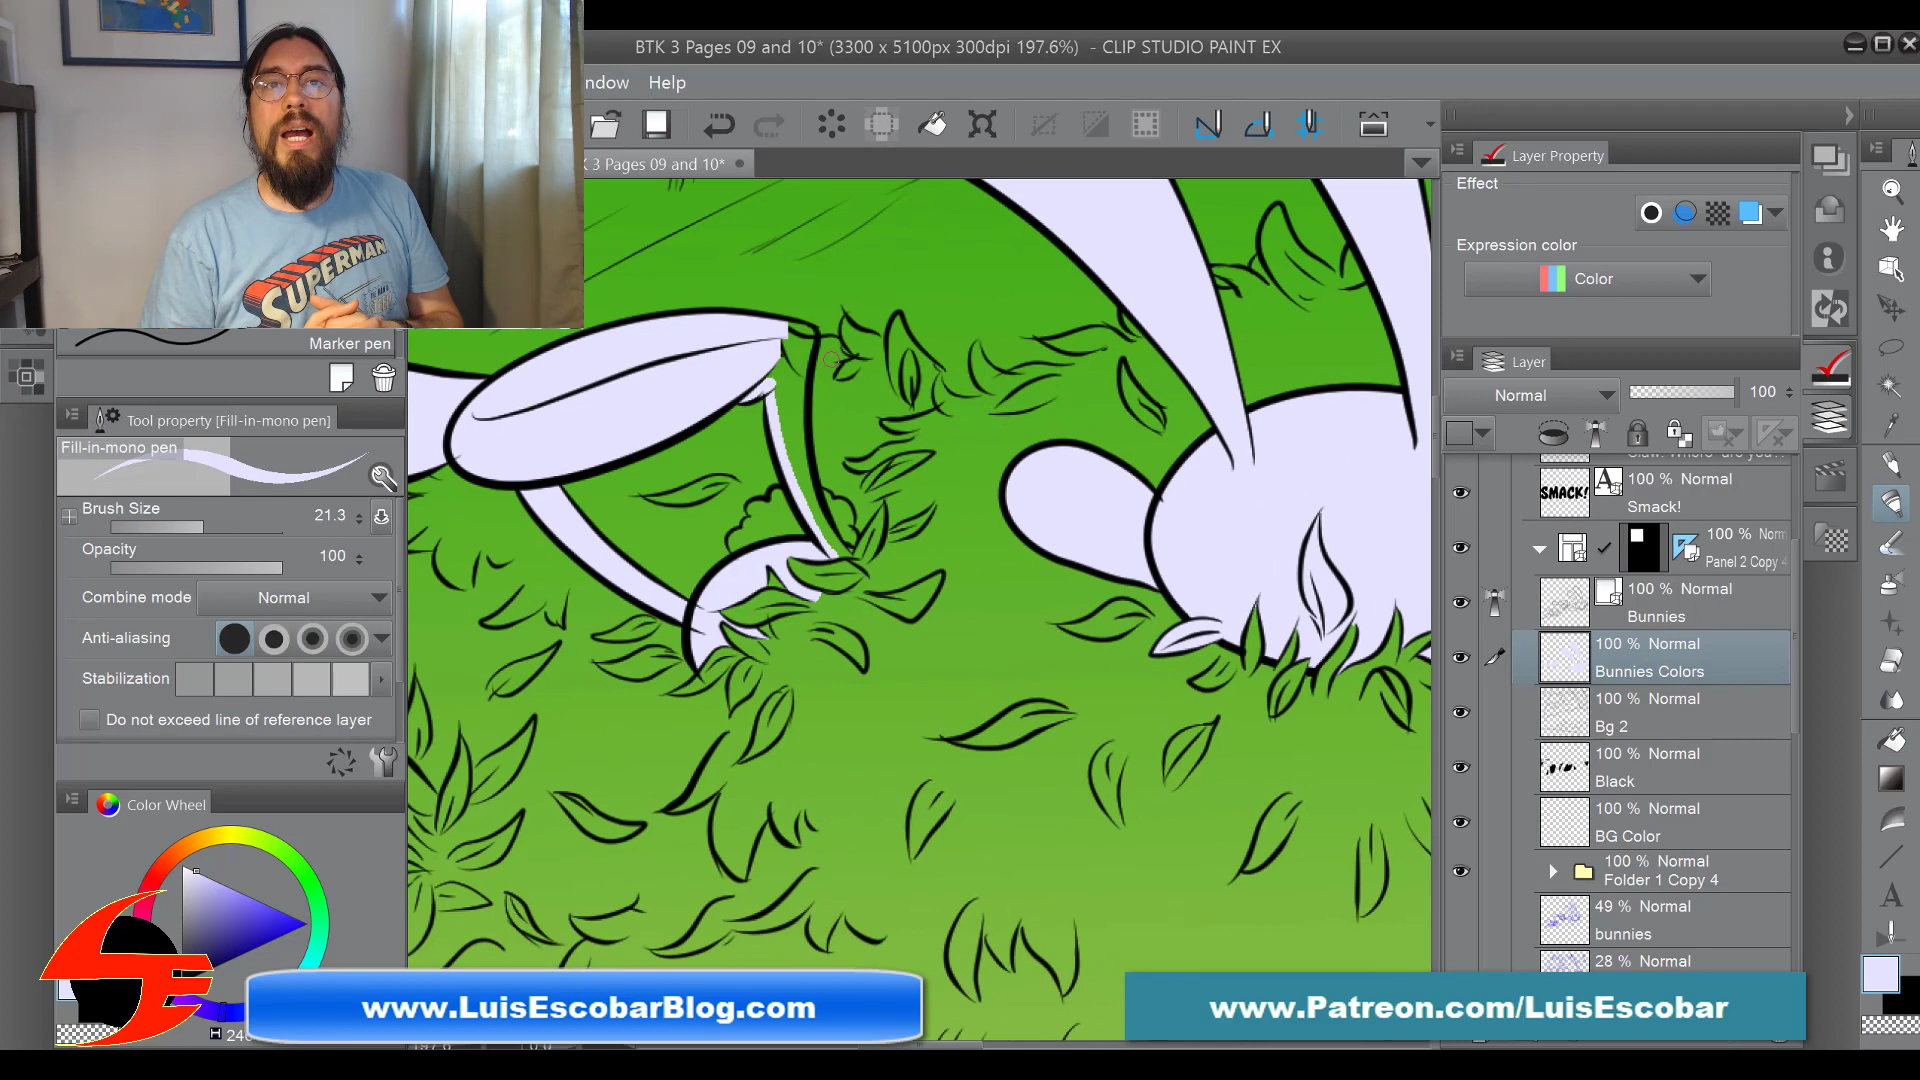 BTK 3 Pages 09 and 10* (3300 x 5100px 300dpi 197.6%) - CLIP STUDIO PAINT EX
ndow Help
3 Pages 09 and 10*
SUPERMAN
Layer Property
Effect
Expression color
Color
Marker pen
Tool property [Fill-in-mono pen]
Fill-in-mono pen
Brush Size 21.3
Opacity 100
Combine mode Normal
Anti-aliasing
Stabilization
Do not exceed line of reference layer
Color Wheel
Layer
Normal 100
SMACK! A 100 % Normal
Smack!
100 % Norm
Panel 2 Copy 4
100 % Normal
Bunnies
100 % Normal
Bunnies Colors
100 % Normal
Bg 2
100 % Normal
Black
100 % Normal
BG Color
100 % Normal
Folder 1 Copy 4
49 % Normal
bunnies
28 % Normal
A
H 24
www.LuisEscobarBlog.com
www.Patreon.com/LuisEscobar